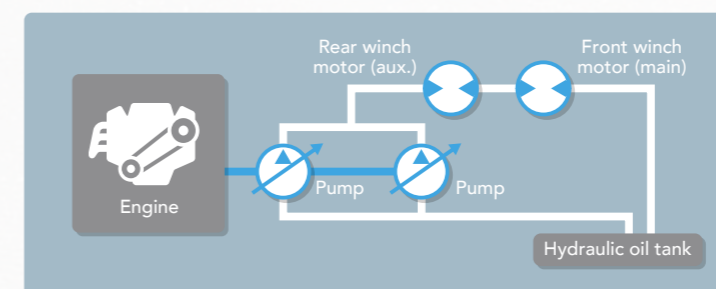 Rear winch
motor (aux.)
Front winch
motor (main)
Engine
Pump
Pump
Hydraulic oil tank